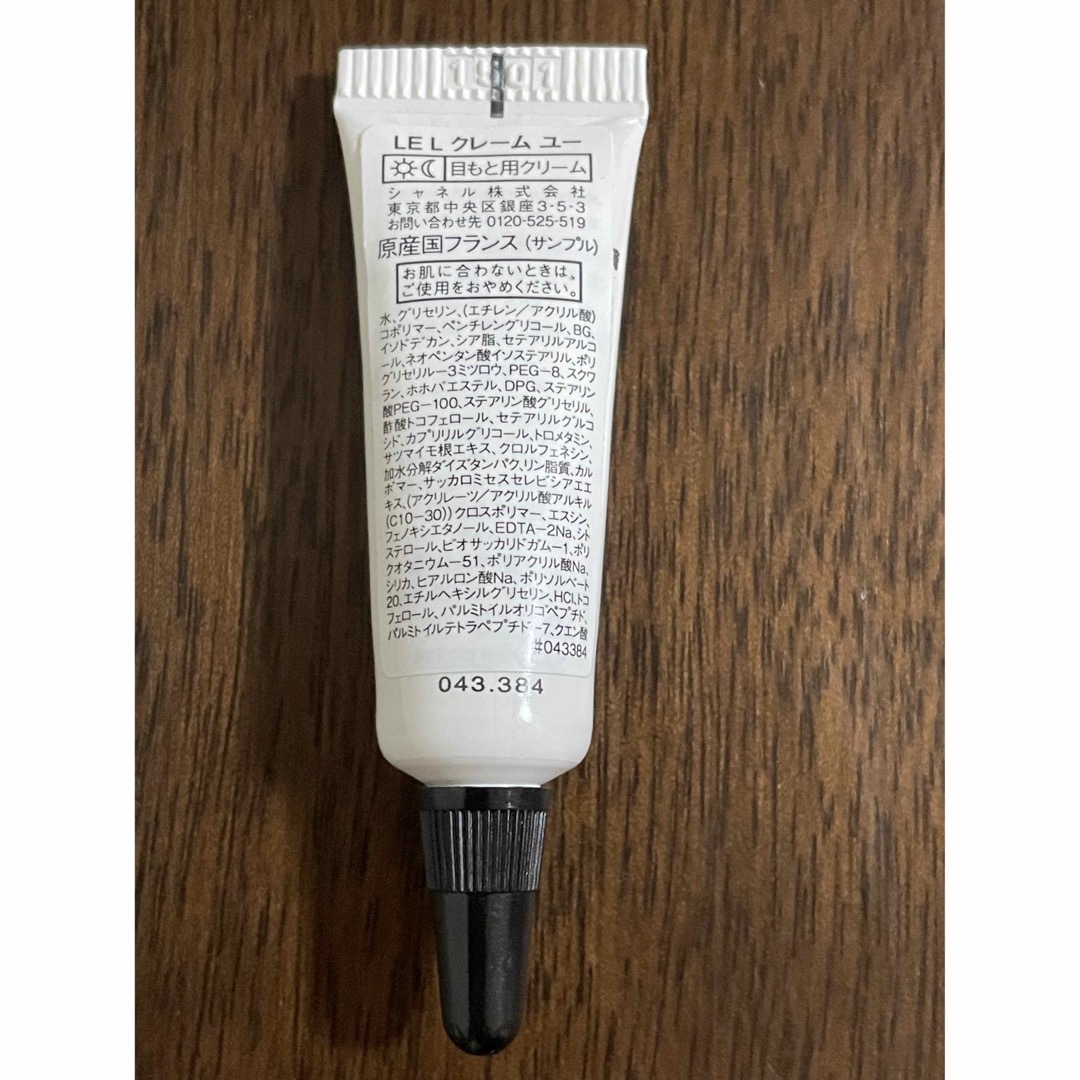 1901
LE L クレーム ユー
目もと用クリーム
シャネル株式会社
東京都中央区銀座3-5-3
お問い合わせ先 0120-525-519
原産国フランス(サンプル)
お肌に合わないときは、
ご使用をおやめください。
水、グリセリン、(エチレン/アクリル酸)
コポリマー、ペンチレングリコール、BG、
イソドデカン、シア脂、セテアリルアルコ
ール、ネオペンタン酸イソステアリル、ポリ
グリセリル-3ミツロウ、PEG-8、スクワ
ラン、ホホバエステル、DPG、ステアリン
酸PEG-100、ステアリン酸グリセリル、
酢酸トコフェロール、セテアリルグルコ
シド、カプリリルグリコール、トロメタミン、
サツマイモ根エキス、クロルフェネシン、
加水分解ダイズタンパク、リン脂質、カル
ボマー、サッカロミセスセレビシアエエ
キス、(アクリレーツ/アクリル酸アルキル
(C10-30))クロスポリマー、エスシン、
フェノキシエタノール、EDTA-2Na、シト
ステロール、ビオサッカリドガム-1、ポリ
クオタニウム-51、ポリアクリル酸Na、
シリカ、ヒアルロン酸Na、ポリソルベート
20、エチルヘキシルグリセリン、HCl、トコ
フェロール、パルミトイルオリゴペプチド、
パルミトイルテトラペプチド-7、クエン酸
#043384
043.384